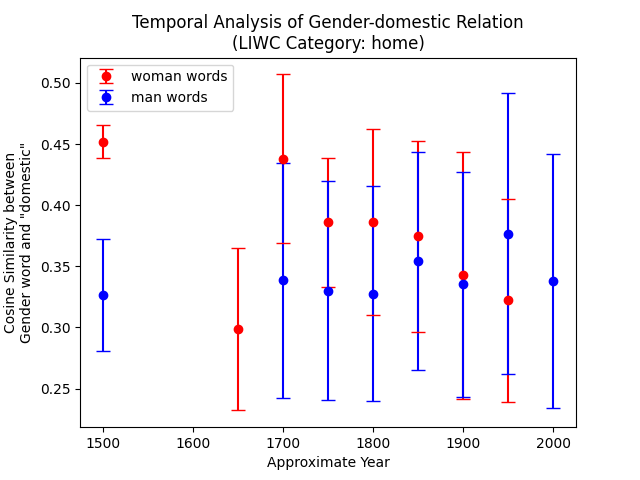 Temporal Analysis of Gender-domestic Relation
(LIWC Category: home)
woman words
man words
Cosine Similarity between
Gender word and "domestic"
0.50
0.45
0.40
0.35
0.30
0.25
1500
1600
1700
1800
1900
2000
Approximate Year